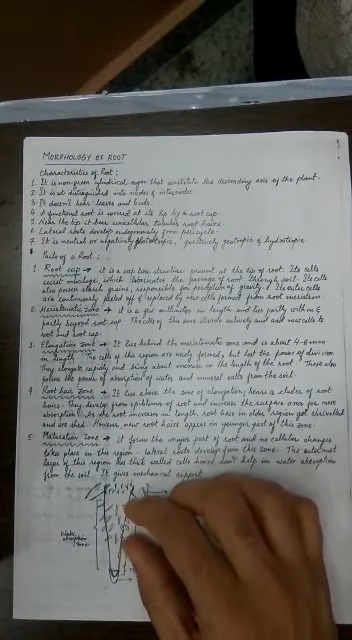 MORPHOLOGY OF ROOT
Characteristics of Root :
1. It is non-green cylindrical organ that constitute the descending axis of the plant.
2. It is not distinguished into nodes & internodes
3. It doesn't bear leaves and buds.
4. A functional root is covered at its tip by a root cap
5. Near the tip it bear unicellular tubular root hairs
6. Lateral roots develop endogenously from pericycle
7. It is neutral or negatively phototropic, positively geotropic & hydrotropic.
Parts of a Root :
1. Root cap → it is a cap like structure present at the tip of root. Its cells
secret mucilage which lubricates the passage of root through soil. Its cells
also possess starch grains, responsible for perception of gravity. Its outer cells
are continuously peeled off & replaced by new cells formed from root meristem.
2. Meristematic zone → it is a few millimeter in length and lies partly within &
partly beyond root cap. The cells of the zone divide actively and add new cells to
root and root cap.
3. Elongation zone → It lies behind the meristematic zone and is about 4-8 mm
in length. The cells of this region are newly formed, but lost the power of division.
They elongate rapidly and bring about increase in the length of the root. These also
forms the power of absorption of water and mineral salts from the soil.
4. Root hair zone → It lies above the zone of elongation, bears a cluster of root
hairs. They develop from epiblema of root and increase the surface area for more
absorption. As the root increases in length, root hair in older region get shrivelled
and are shed. However, new root hairs appear on younger part of this zone.
5. Maturation zone → it forms the major part of root and no cellular changes
take place in this region. Lateral roots develop from this zone. The outermost
layer of this region has thick walled cells hence don't help in water absorption
from the soil. It gives mechanical support.
Water
absorption
zone